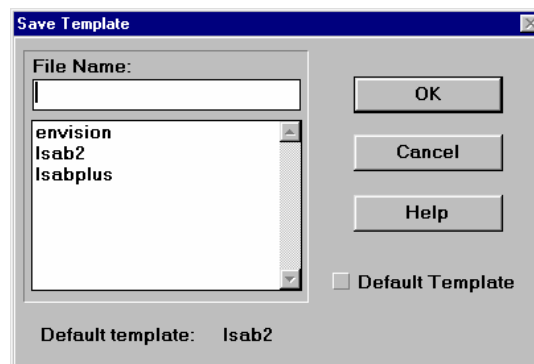 Save Template
File Name:
envision
lsab2
lsabplus
OK
Cancel
Help
Default Template
Default template: lsab2